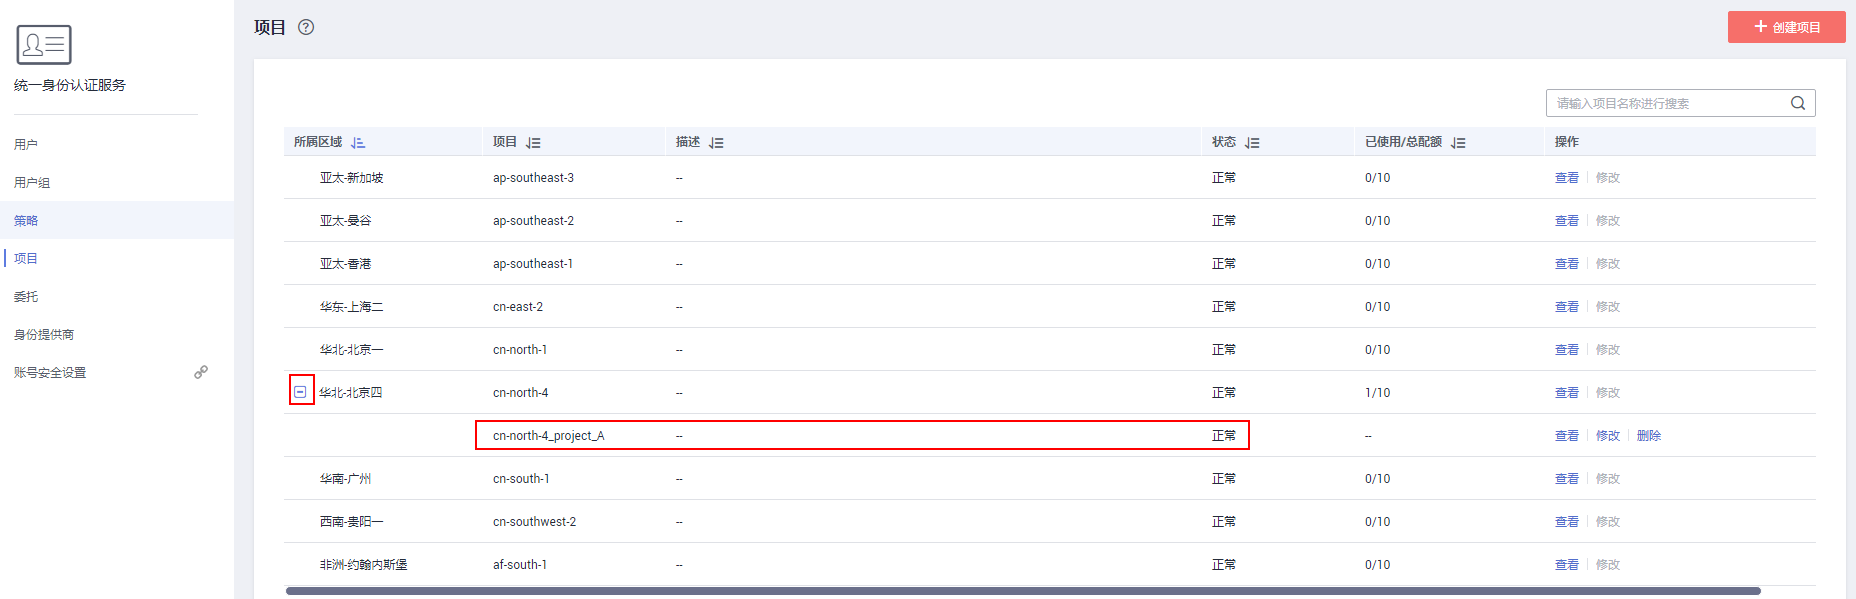 统一身份认证服务
用户
用户组
策略
项目
委托
身份提供商
账号安全设置
项目 ?
+ 创建项目
请输入项目名称进行搜索
所属区域 项目 描述 状态 已使用/总配额 操作
亚太-新加坡 ap-southeast-3 -- 正常 0/10 查看 修改
亚太-曼谷 ap-southeast-2 -- 正常 0/10 查看 修改
亚太-香港 ap-southeast-1 -- 正常 0/10 查看 修改
华东-上海二 cn-east-2 -- 正常 0/10 查看 修改
华北-北京一 cn-north-1 -- 正常 0/10 查看 修改
华北-北京四 cn-north-4 -- 正常 1/10 查看 修改
cn-north-4_project_A -- 正常 -- 查看 修改 删除
华南-广州 cn-south-1 -- 正常 0/10 查看 修改
西南-贵阳一 cn-southwest-2 -- 正常 0/10 查看 修改
非洲-约翰内斯堡 af-south-1 -- 正常 0/10 查看 修改